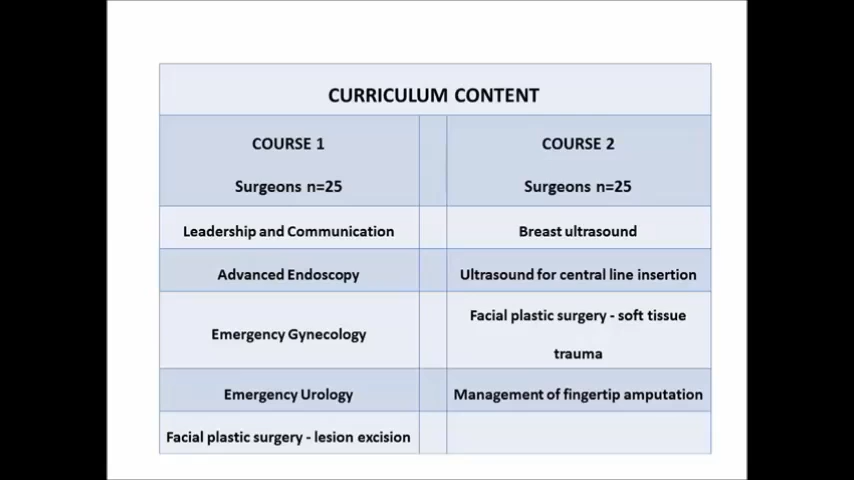 CURRICULUM CONTENT
COURSE 1
Surgeons n=25
COURSE 2
Surgeons n=25
Leadership and Communication
Breast ultrasound
Advanced Endoscopy
Ultrasound for central line insertion
Emergency Gynecology
Facial plastic surgery - soft tissue
trauma
Emergency Urology
Management of fingertip amputation
Facial plastic surgery - lesion excision